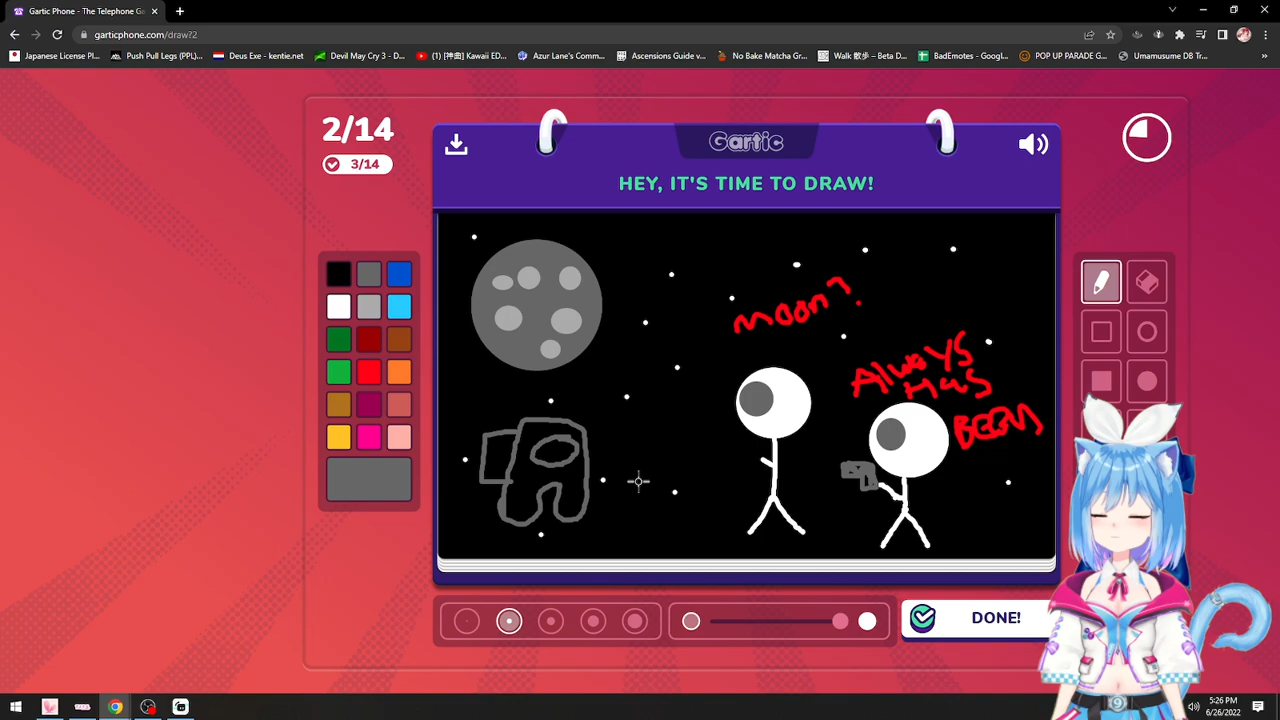 Gartic Phone - The Telephone Ga
garticphone.com/draw?2
Japanese License Pl...
Push Pull Legs (PPL)...
Deus Exe - kentie.net
Devil May Cry 3 - D...
(1) [神曲] Kawaii ED...
Azur Lane's Comm...
Ascensions Guide v...
No Bake Matcha Gr...
Walk 散歩 – Beta D...
BadEmotes - Googl...
POP UP PARADE G...
Umamusume DB Tr...
2/14
3/14
Gartic
HEY, IT'S TIME TO DRAW!
moon?
AlwAYS
HAS
BEEN
DONE!
5:26 PM
6/26/2022